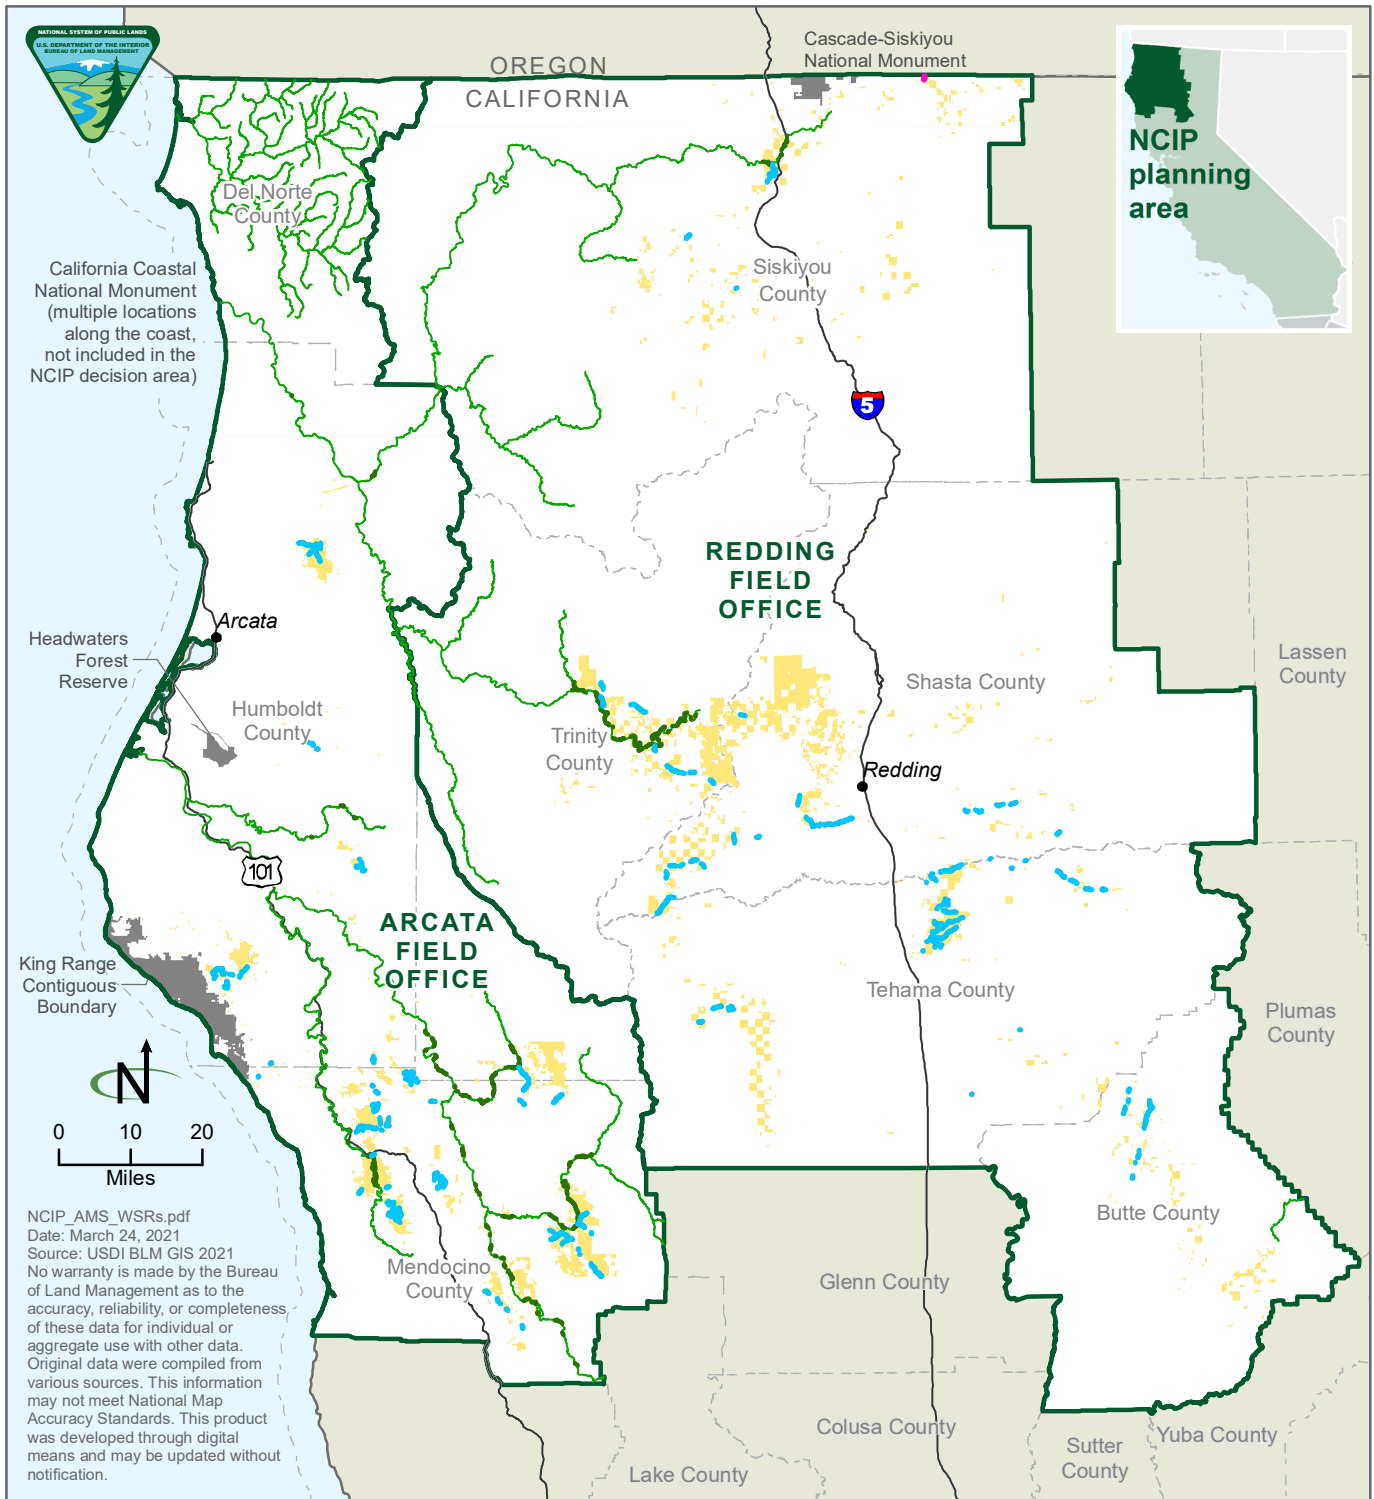 NATIONAL SYSTEM OF PUBLIC LANDS
U.S. DEPARTMENT OF THE INTERIOR
BUREAU OF LAND MANAGEMENT
OREGON
CALIFORNIA
Cascade-Siskiyou
National Monument
NCIP
planning
area
Del Norte
County
California Coastal
National Monument
(multiple locations
along the coast,
not included in the
NCIP decision area)
Siskiyou
County
5
REDDING
FIELD
OFFICE
Arcata
Headwaters
Forest
Reserve
Humboldt
County
Trinity
County
Shasta County
Lassen
County
Redding
101
ARCATA
FIELD
OFFICE
King Range
Contiguous
Boundary
Tehama County
Plumas
County
N
0 10 20
Miles
Butte County
Mendocino
County
Glenn County
Colusa County
Lake County
Sutter
County
Yuba County
NCIP_AMS_WSRs.pdf
Date: March 24, 2021
Source: USDI BLM GIS 2021
No warranty is made by the Bureau
of Land Management as to the
accuracy, reliability, or completeness
of these data for individual or
aggregate use with other data.
Original data were compiled from
various sources. This information
may not meet National Map
Accuracy Standards. This product
was developed through digital
means and may be updated without
notification.